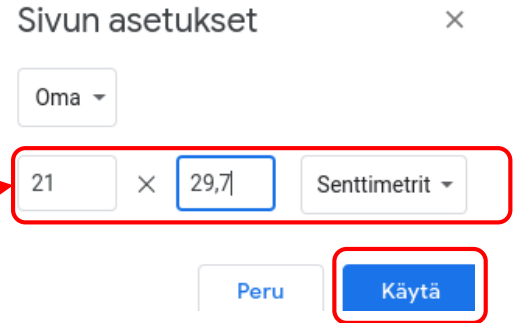 Sivun asetukset
Oma
21 × 29,7 Senttimetrit
Peru Käytä